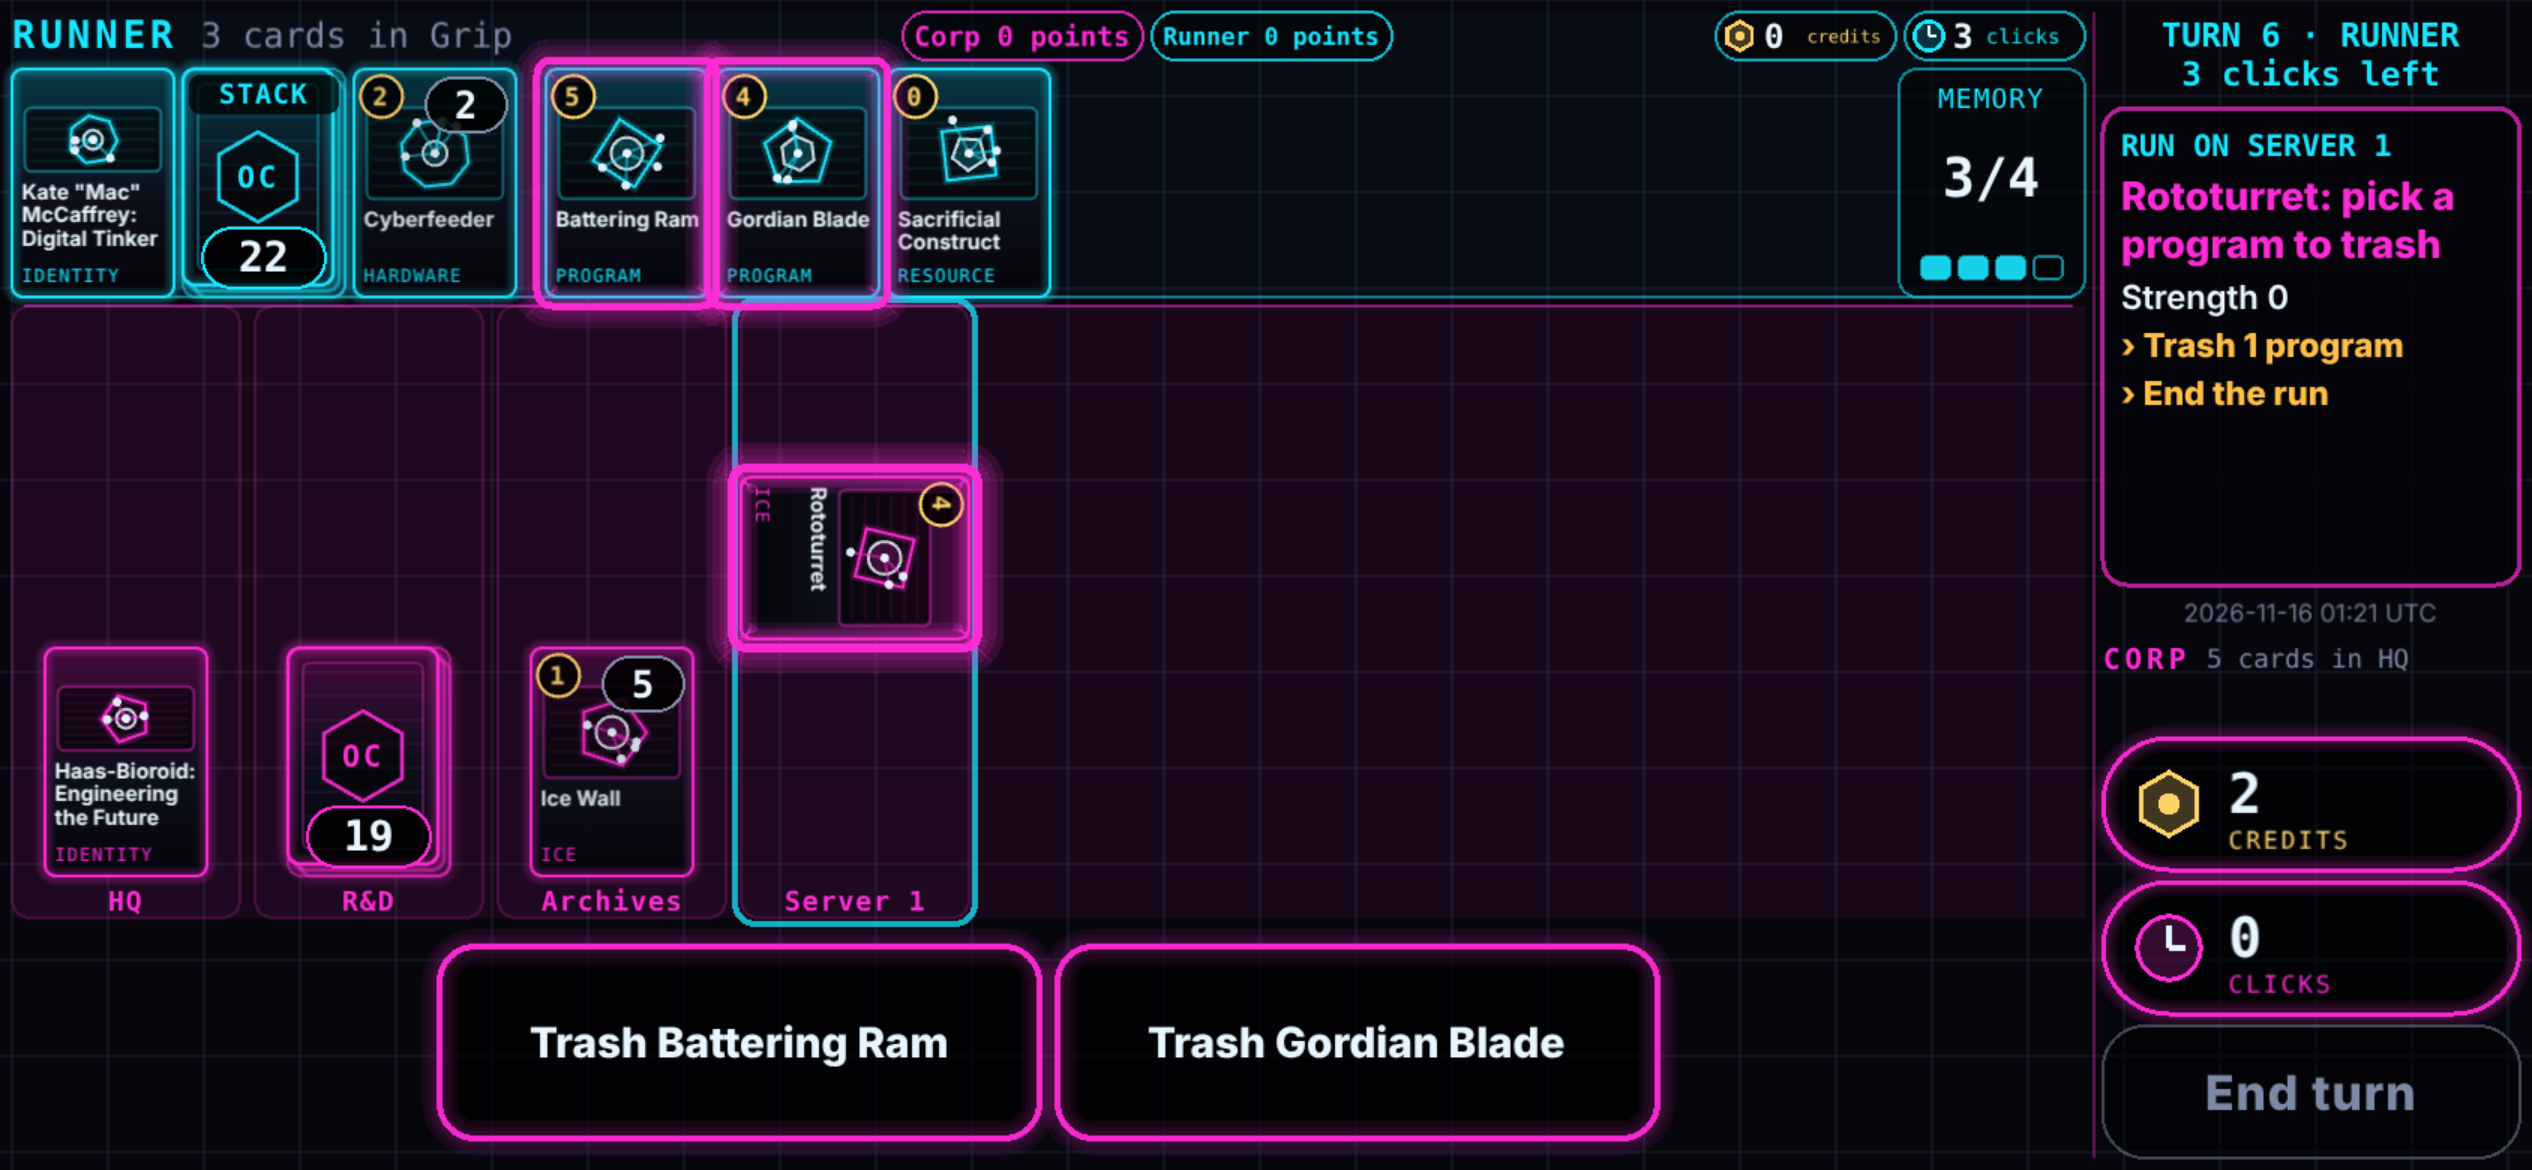 RUNNER 3 cards in Grip
Corp 0 points
Runner 0 points
0 credits
3 clicks
TURN 6 · RUNNER
3 clicks left
Kate "Mac"
McCaffrey:
Digital Tinker
IDENTITY
STACK
OC
22
2
2
Cyberfeeder
HARDWARE
5
Battering Ram
PROGRAM
4
Gordian Blade
PROGRAM
0
Sacrificial
Construct
RESOURCE
MEMORY
3/4
RUN ON SERVER 1
Rototurret: pick a
program to trash
Strength 0
› Trash 1 program
› End the run
4
Rototurret
ICE
2026-11-16 01:21 UTC
CORP 5 cards in HQ
Haas-Bioroid:
Engineering
the Future
IDENTITY
HQ
OC
19
R&D
1
5
Ice Wall
ICE
Archives
Server 1
2
CREDITS
0
CLICKS
Trash Battering Ram
Trash Gordian Blade
End turn